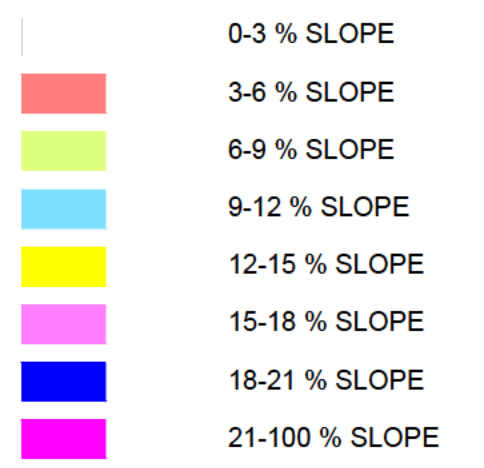 0-3 % SLOPE
3-6 % SLOPE
6-9 % SLOPE
9-12 % SLOPE
12-15 % SLOPE
15-18 % SLOPE
18-21 % SLOPE
21-100 % SLOPE